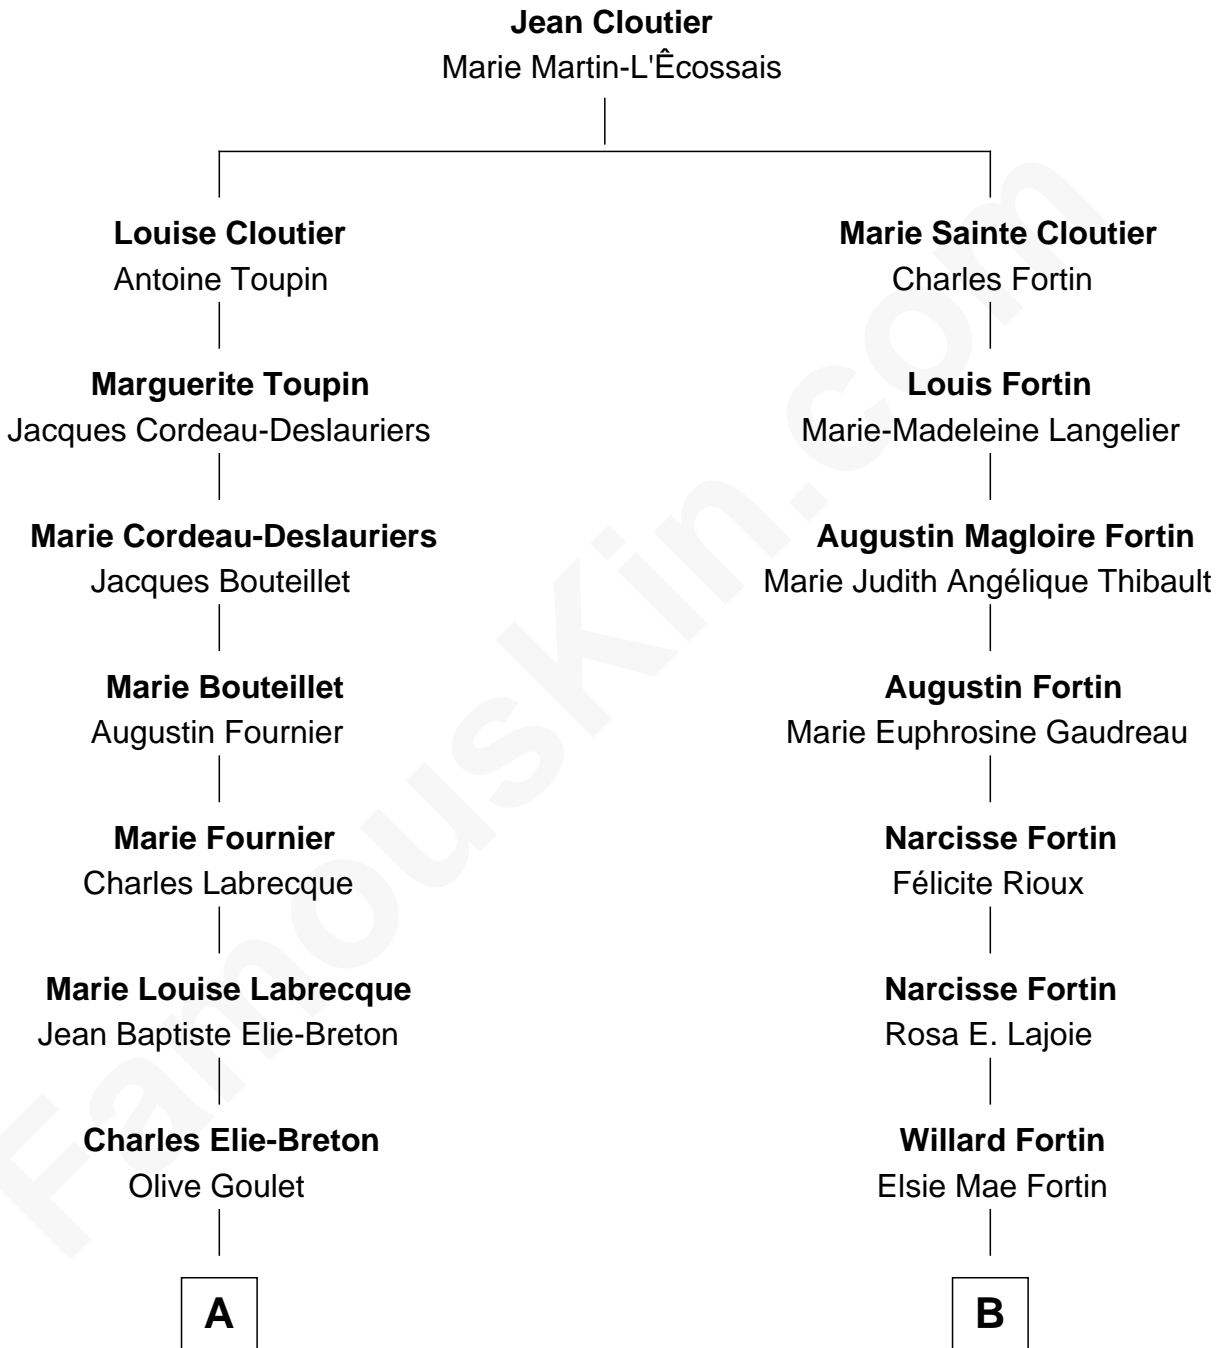 Jean Cloutier
Marie Martin-L'Êcossais
Louise Cloutier
Antoine Toupin
Marguerite Toupin
Jacques Cordeau-Deslauriers
Marie Cordeau-Deslauriers
Jacques Bouteillet
Marie Bouteillet
Augustin Fournier
Marie Fournier
Charles Labrecque
Marie Louise Labrecque
Jean Baptiste Elie-Breton
Charles Elie-Breton
Olive Goulet
A
Marie Sainte Cloutier
Charles Fortin
Louis Fortin
Marie-Madeleine Langelier
Augustin Magloire Fortin
Marie Judith Angélique Thibault
Augustin Fortin
Marie Euphrosine Gaudreau
Narcisse Fortin
Félicite Rioux
Narcisse Fortin
Rosa E. Lajoie
Willard Fortin
Elsie Mae Fortin
B
FamousKin.com